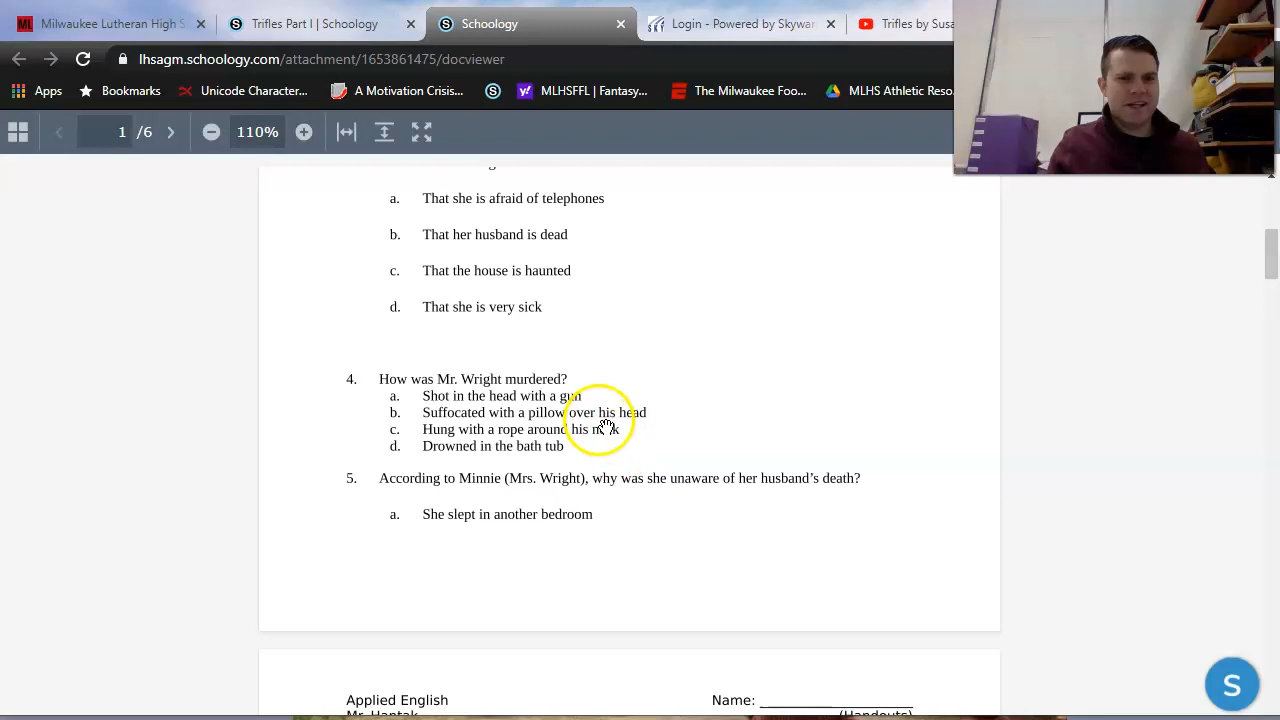 Milwaukee Lutheran High S
Trifles Part I | Schoology
Schoology
Login - Powered by Skywar
Trifles by Susa
lhsagm.schoology.com/attachment/1653861475/docviewer
Apps
Bookmarks
Unicode Character...
A Motivation Crisis...
MLHSFFL | Fantasy...
The Milwaukee Foo...
MLHS Athletic Reso
1 /6
110%
a. That she is afraid of telephones
b. That her husband is dead
c. That the house is haunted
d. That she is very sick
4. How was Mr. Wright murdered?
a. Shot in the head with a gun
b. Suffocated with a pillow over his head
c. Hung with a rope around his neck
d. Drowned in the bath tub
5. According to Minnie (Mrs. Wright), why was she unaware of her husband's death?
a. She slept in another bedroom
Applied English
Name:
Mr. Hantak
(Handouts)
S